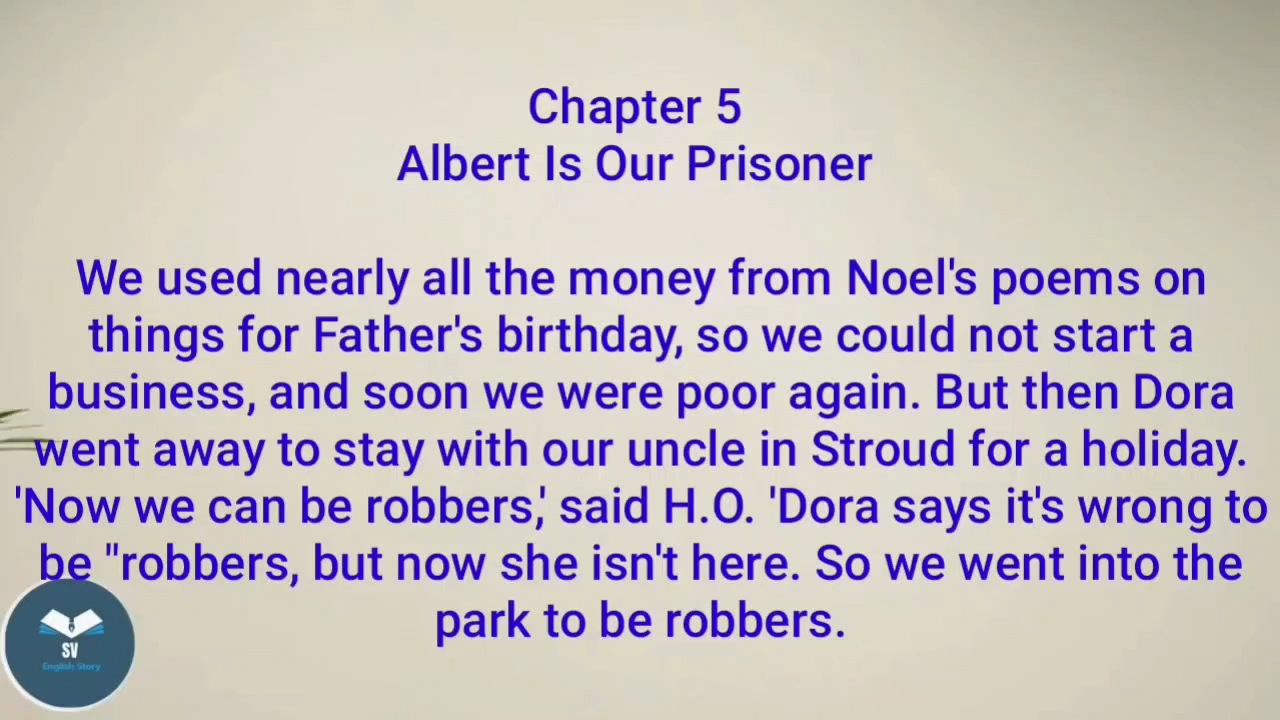 Chapter 5
Albert Is Our Prisoner
We used nearly all the money from Noel's poems on
things for Father's birthday, so we could not start a
business, and soon we were poor again. But then Dora
went away to stay with our uncle in Stroud for a holiday.
'Now we can be robbers,' said H.O. 'Dora says it's wrong to
be "robbers, but now she isn't here. So we went into the
park to be robbers.
SV
English Story